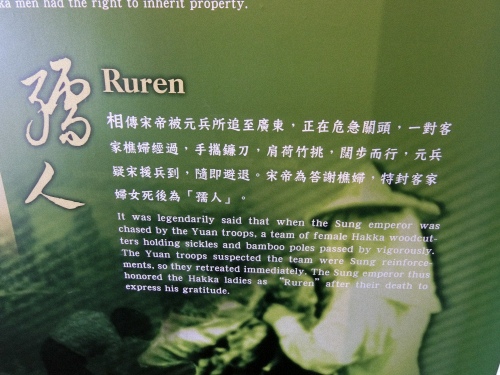 ka men had the right to inherit property.
孺人
Ruren
相傳宋帝被元兵所追至廣東，正在危急關頭，一對客
家樵婦經過，手攜鐮刀，肩荷竹挑，闊步而行，元兵
疑宋援兵到，隨即避退。宋帝為答謝樵婦，特封客家
婦女死後為「孺人」。
It was legendarily said that when the Sung emperor was
chased by the Yuan troops, a team of female Hakka woodcut-
ters holding sickles and bamboo poles passed by vigorously.
The Yuan troops suspected the team were Sung reinforce-
ments, so they retreated immediately. The Sung emperor thus
honored the Hakka ladies as “Ruren” after their death to
express his gratitude.